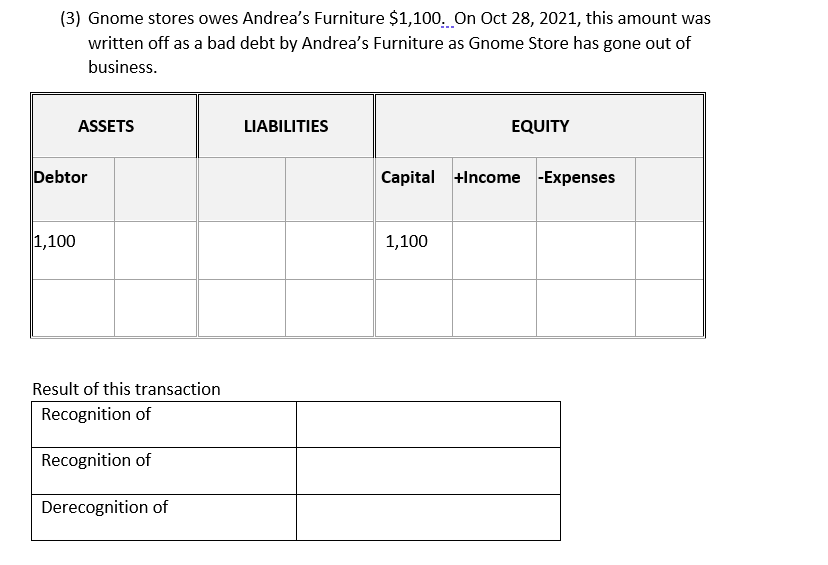 (3) Gnome stores owes Andrea's Furniture $1,100. On Oct 28, 2021, this amount was
written off as a bad debt by Andrea's Furniture as Gnome Store has gone out of
business.
ASSETS LIABILITIES EQUITY
Debtor Capital +Income -Expenses
1,100 1,100
Result of this transaction
Recognition of
Recognition of
Derecognition of